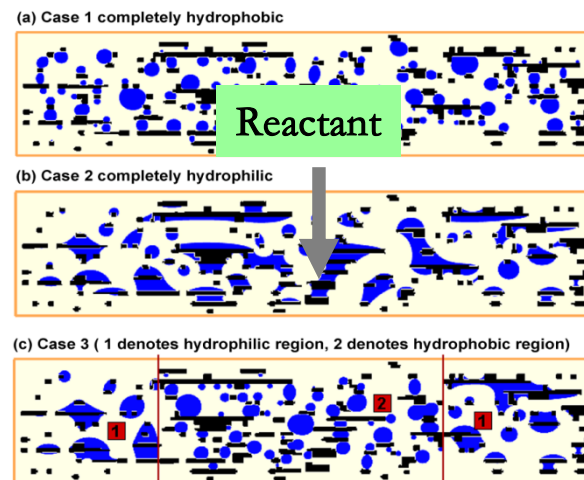 (a) Case 1 completely hydrophobic
Reactant
(b) Case 2 completely hydrophilic
(c) Case 3 ( 1 denotes hydrophilic region, 2 denotes hydrophobic region)
2
1
1